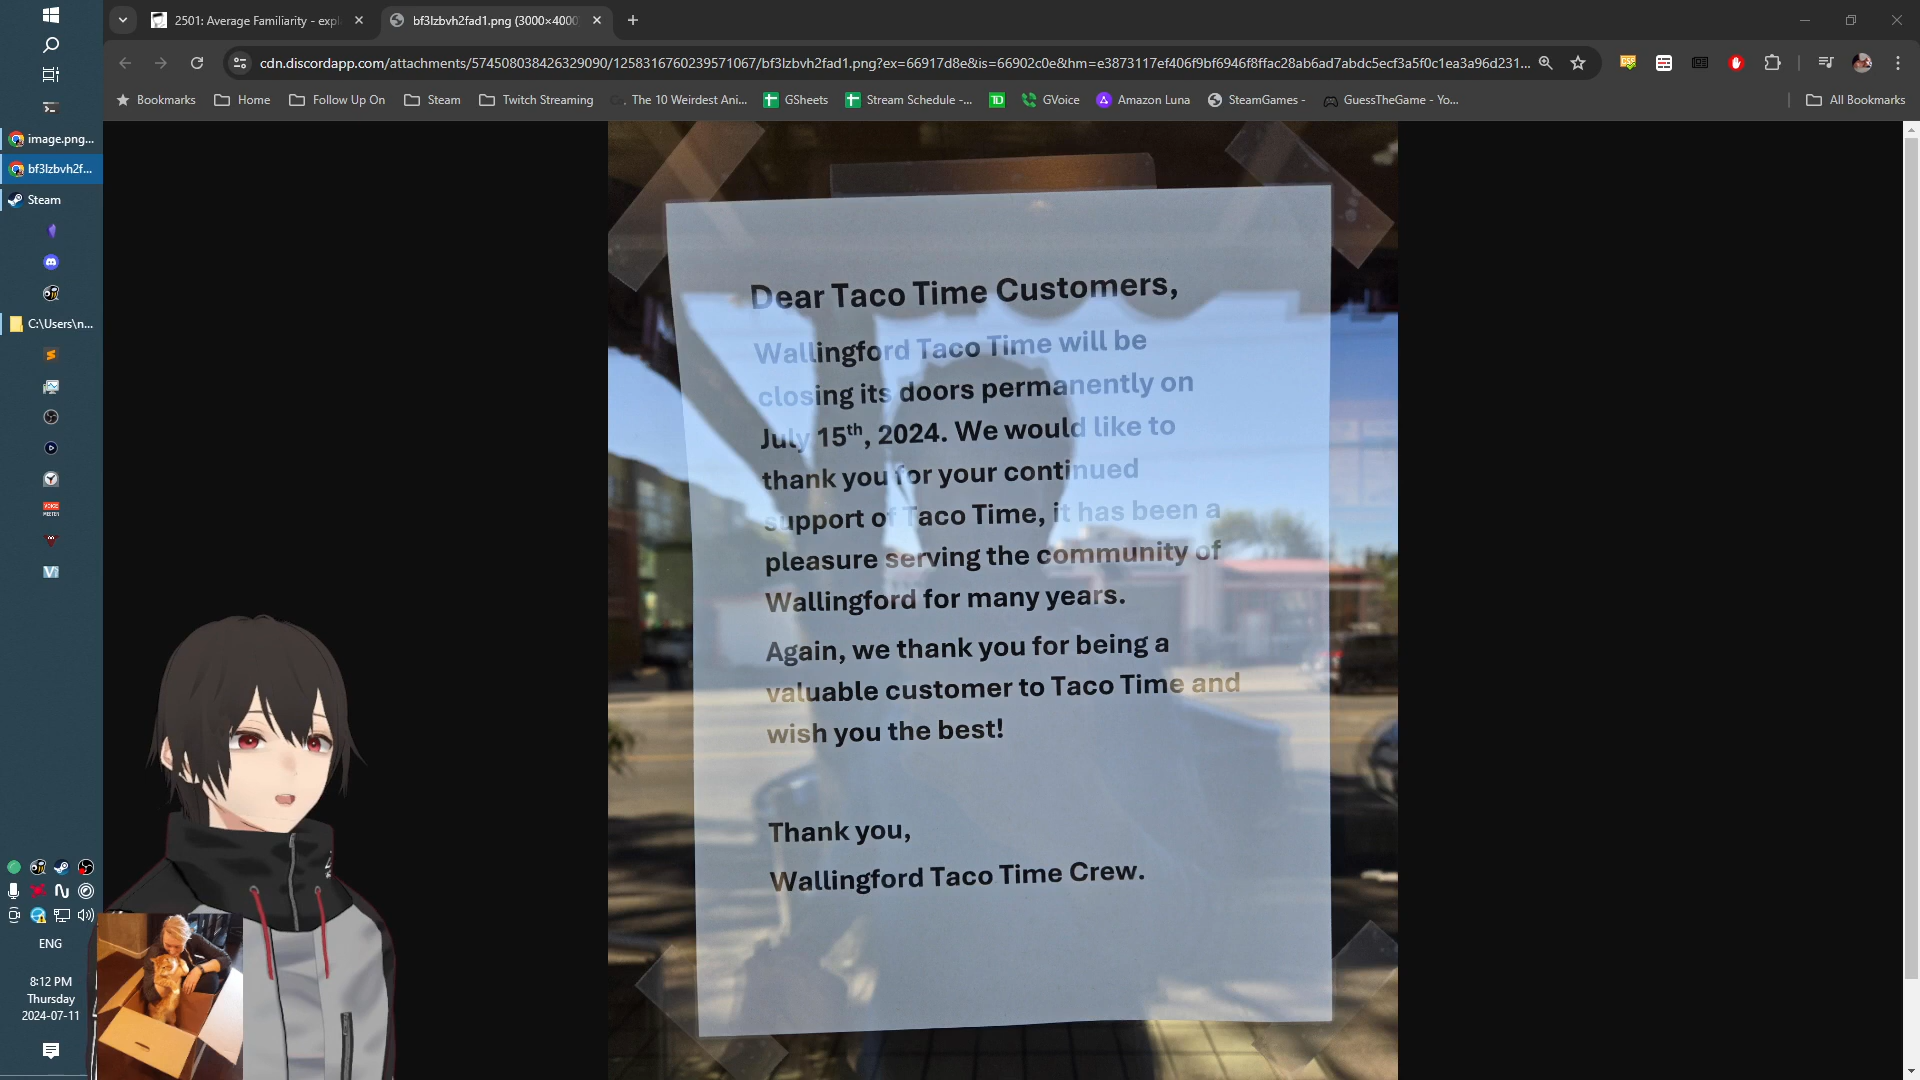 2501: Average Familiarity - expl
bf3lzbvh2fad1.png (3000×4000
cdn.discordapp.com/attachments/574508038426329090/1258316760239571067/bf3lzbvh2fad1.png?ex=66917d8e&is=66902c0e&hm=e3873117ef406f9bf6946f8ffac28ab6ad7abdc5ecf3a5f0c1ea3a96d231...
Bookmarks Home Follow Up On Steam Twitch Streaming The 10 Weirdest Ani... GSheets Stream Schedule -... TD GVoice Amazon Luna SteamGames - GuessTheGame - Yo... All Bookmarks
image.png...
bf3lzbvh2f...
Steam
C:\Users\n...
ENG
8:12 PM
Thursday
2024-07-11
Dear Taco Time Customers,
Wallingford Taco Time will be
closing its doors permanently on
July 15th, 2024. We would like to
thank you for your continued
support of Taco Time, it has been a
pleasure serving the community of
Wallingford for many years.
Again, we thank you for being a
valuable customer to Taco Time and
wish you the best!
Thank you,
Wallingford Taco Time Crew.